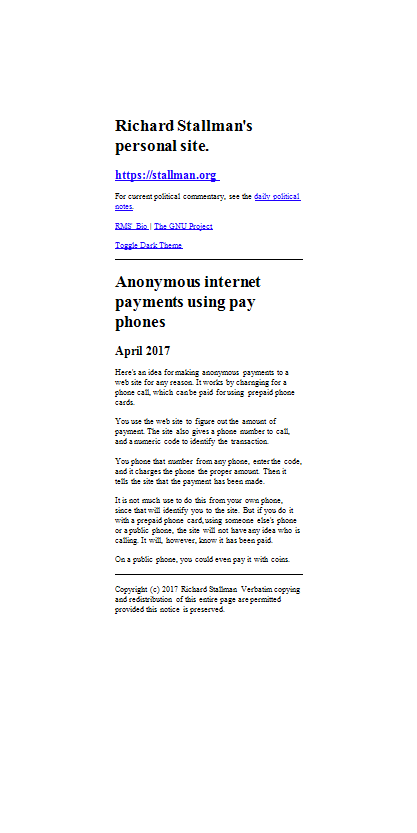 Richard Stallman's
personal site.
https://stallman.org
For current political commentary, see the daily political
notes.
RMS' Bio | The GNU Project
Toggle Dark Theme
Anonymous internet
payments using pay
phones
April 2017
Here's an idea for making anonymous payments to a
web site for any reason. It works by charnging for a
phone call, which can be paid for using prepaid phone
cards.
You use the web site to figure out the amount of
payment. The site also gives a phone number to call,
and a numeric code to identify the transaction.
You phone that number from any phone, enter the code,
and it charges the phone the proper amount. Then it
tells the site that the payment has been made.
It is not much use to do this from your own phone,
since that will identify you to the site. But if you do it
with a prepaid phone card, using someone else's phone
or a public phone, the site will not have any idea who is
calling. It will, however, know it has been paid.
On a public phone, you could even pay it with coins.
Copyright (c) 2017 Richard Stallman Verbatim copying
and redistribution of this entire page are permitted
provided this notice is preserved.